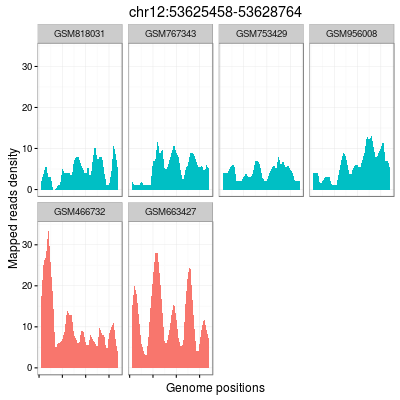 chr12:53625458-53628764
GSM818031 GSM767343 GSM753429 GSM956008
30
20
10
0
GSM466732 GSM663427
30
20
10
0
Mapped reads density
Genome positions